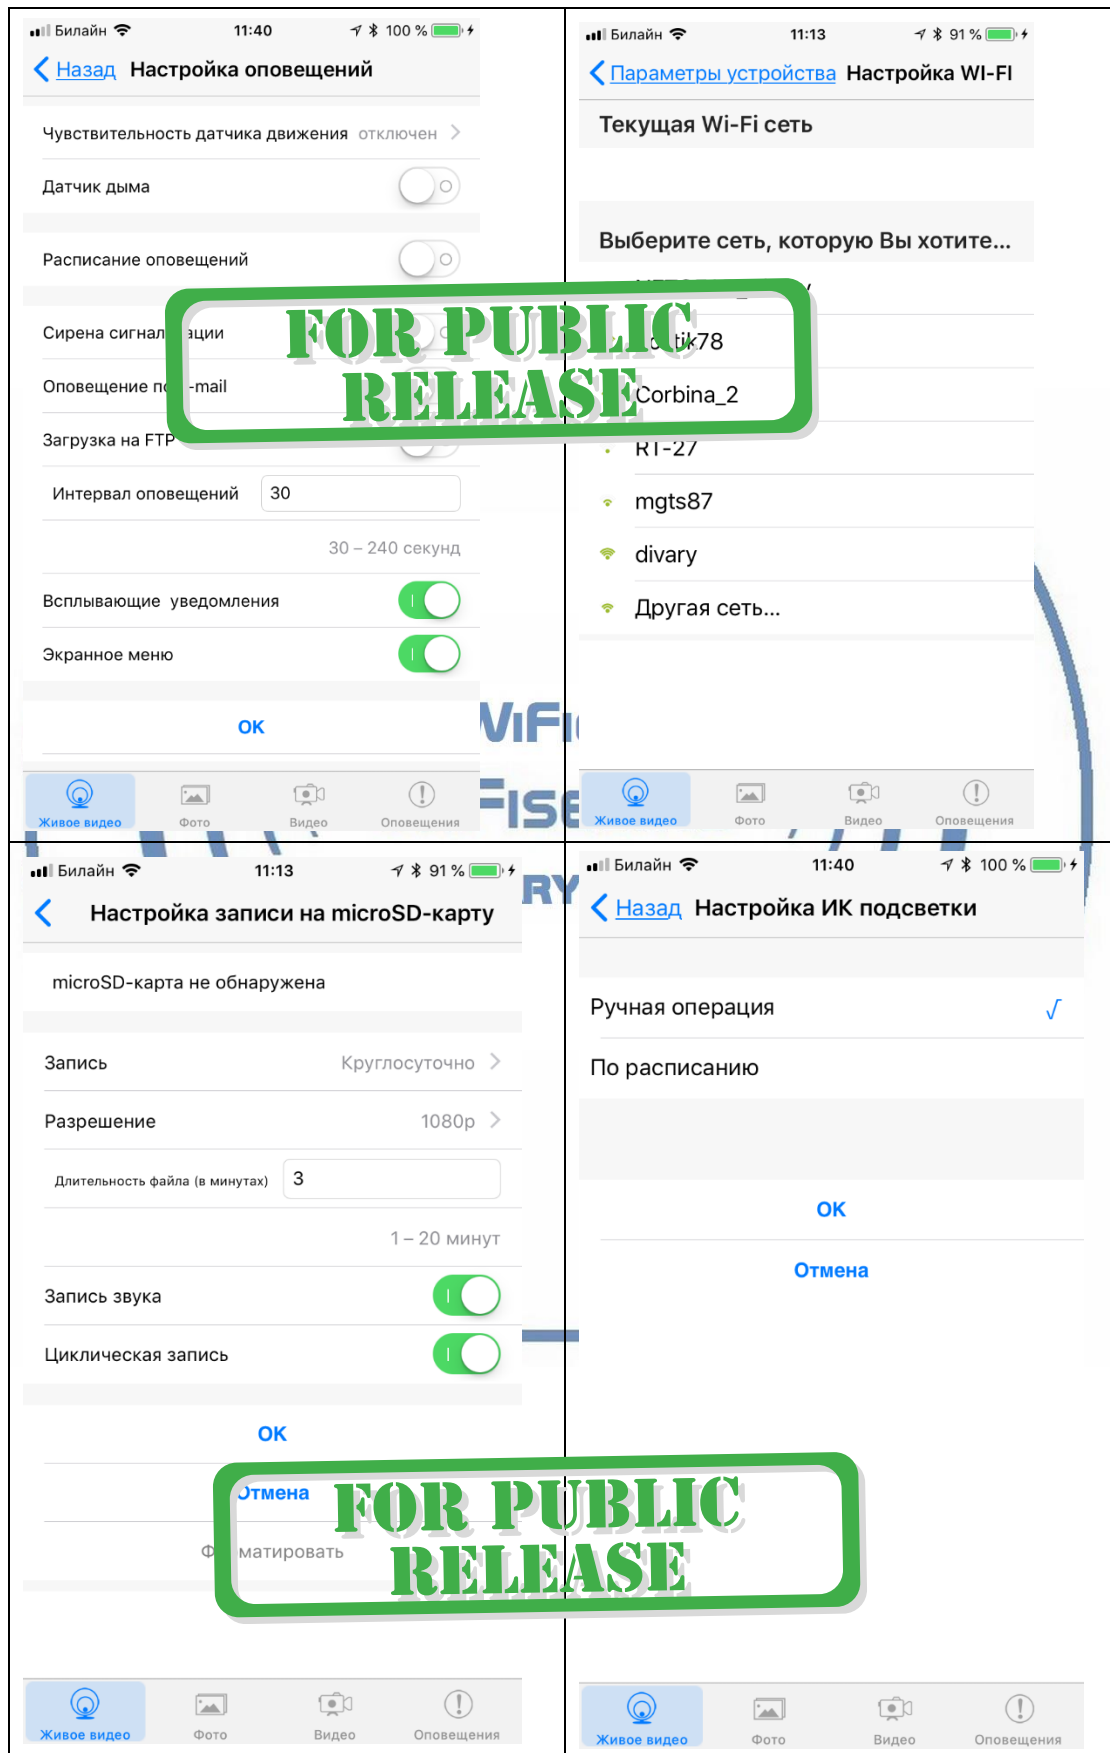 Билайн 11:40 100 %
Назад Настройка оповещений
Чувствительность датчика движения отключен
Датчик дыма
Расписание оповещений
Сирена
Оповещение
Загрузка на FTP
Интервал оповещений 30
30 – 240 секунд
Всплывающие уведомления
Экранное меню
OK
Живое видео Фото Видео Оповещения
Билайн 11:13 91 %
Параметры устройства Настройка WI-FI
Текущая Wi-Fi сеть
Выберите сеть, которую Вы хотите...
Corbina_2
RT-27
mgts87
divary
Другая сеть...
Живое видео Фото Видео Оповещения
FOR PUBLIC
RELEASE
Билайн 11:13 91 %
Настройка записи на microSD-карту
microSD-карта не обнаружена
Запись Круглосуточно
Разрешение 1080p
Длительность файла (в минутах) 3
1 – 20 минут
Запись звука
Циклическая запись
OK
Отмена
Форматировать
Живое видео Фото Видео Оповещения
Билайн 11:40 100 %
Назад Настройка ИК подсветки
Ручная операция √
По расписанию
OK
Отмена
Живое видео Фото Видео Оповещения
FOR PUBLIC
RELEASE